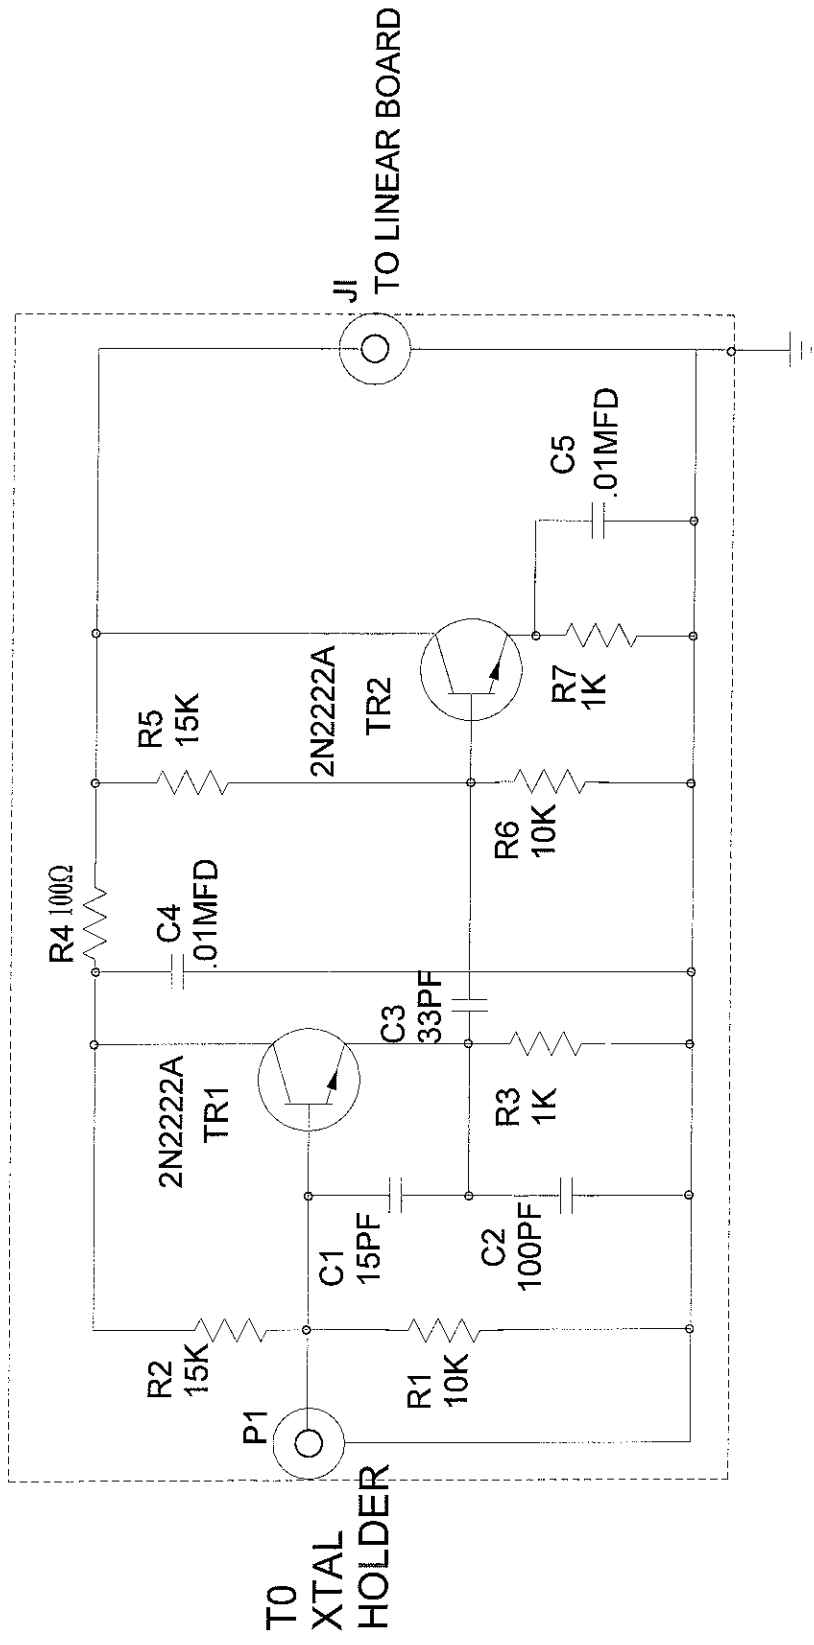 T0
XTAL
HOLDER
P1
R2
15K
R1
10K
C1
15PF
C2
100PF
2N2222A
TR1
R3
1K
C3
33PF
R4 100Ω
C4
.01MFD
R5
15K
R6
10K
2N2222A
TR2
R7
1K
C5
.01MFD
JI
TO LINEAR BOARD